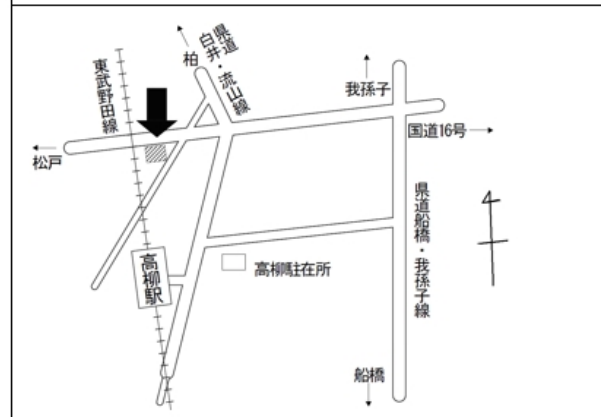 柏
県道
白井・流山線
東武野田線
我孫子
国道16号
松戸
県道船橋・我孫子線
高柳駅
高柳駐在所
船橋